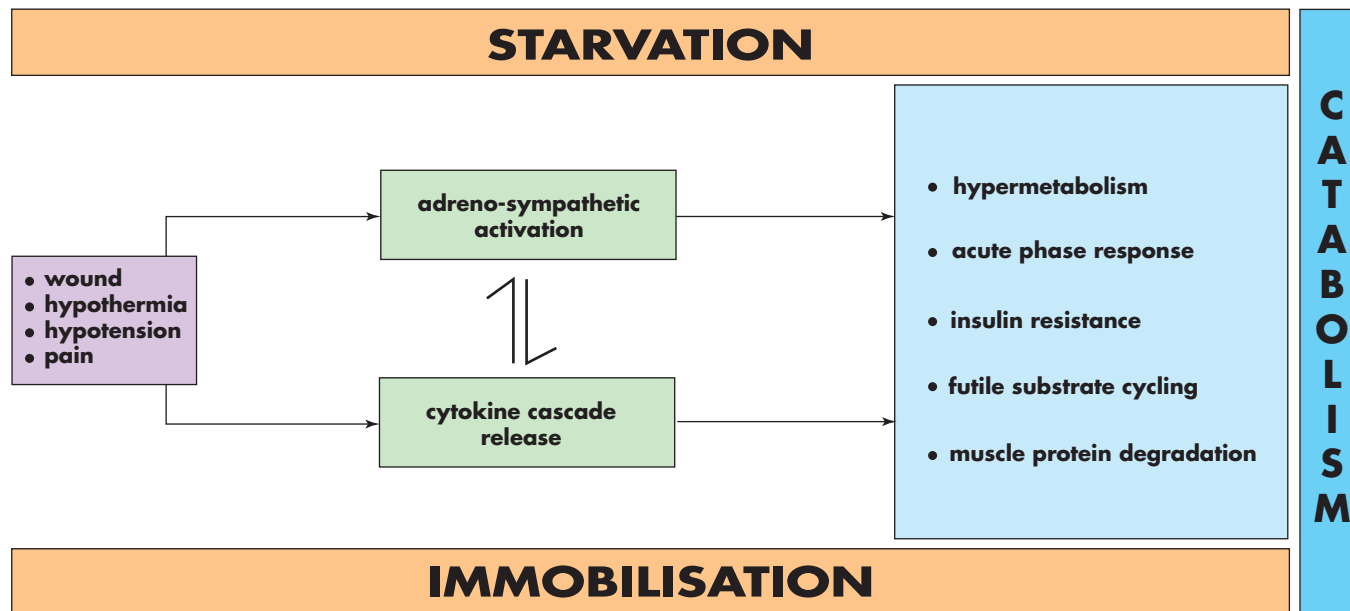 STARVATION
• wound
• hypothermia
• hypotension
• pain
adreno-sympathetic
activation
cytokine cascade
release
• hypermetabolism
• acute phase response
• insulin resistance
• futile substrate cycling
• muscle protein degradation
CATABOLISM
IMMOBILISATION